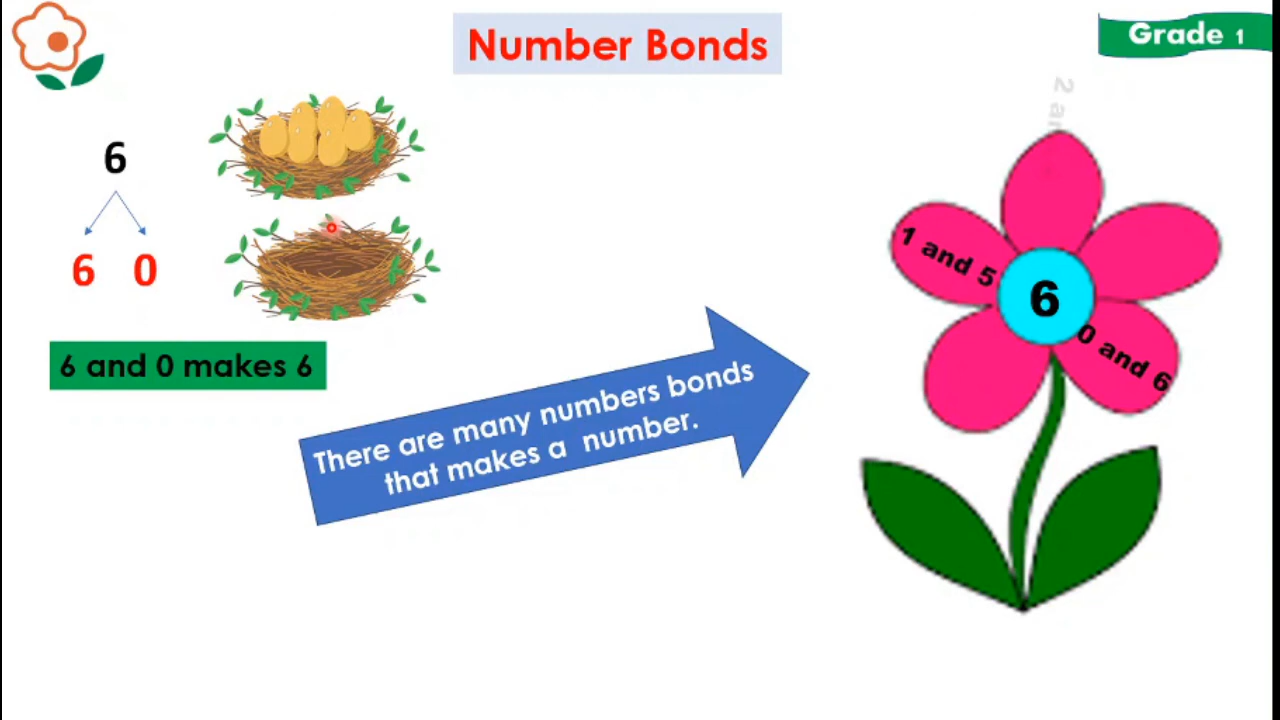 Number Bonds
Grade 1
6
6 0
6 and 0 makes 6
There are many numbers bonds
that makes a number.
1 and 5
6
0 and 6